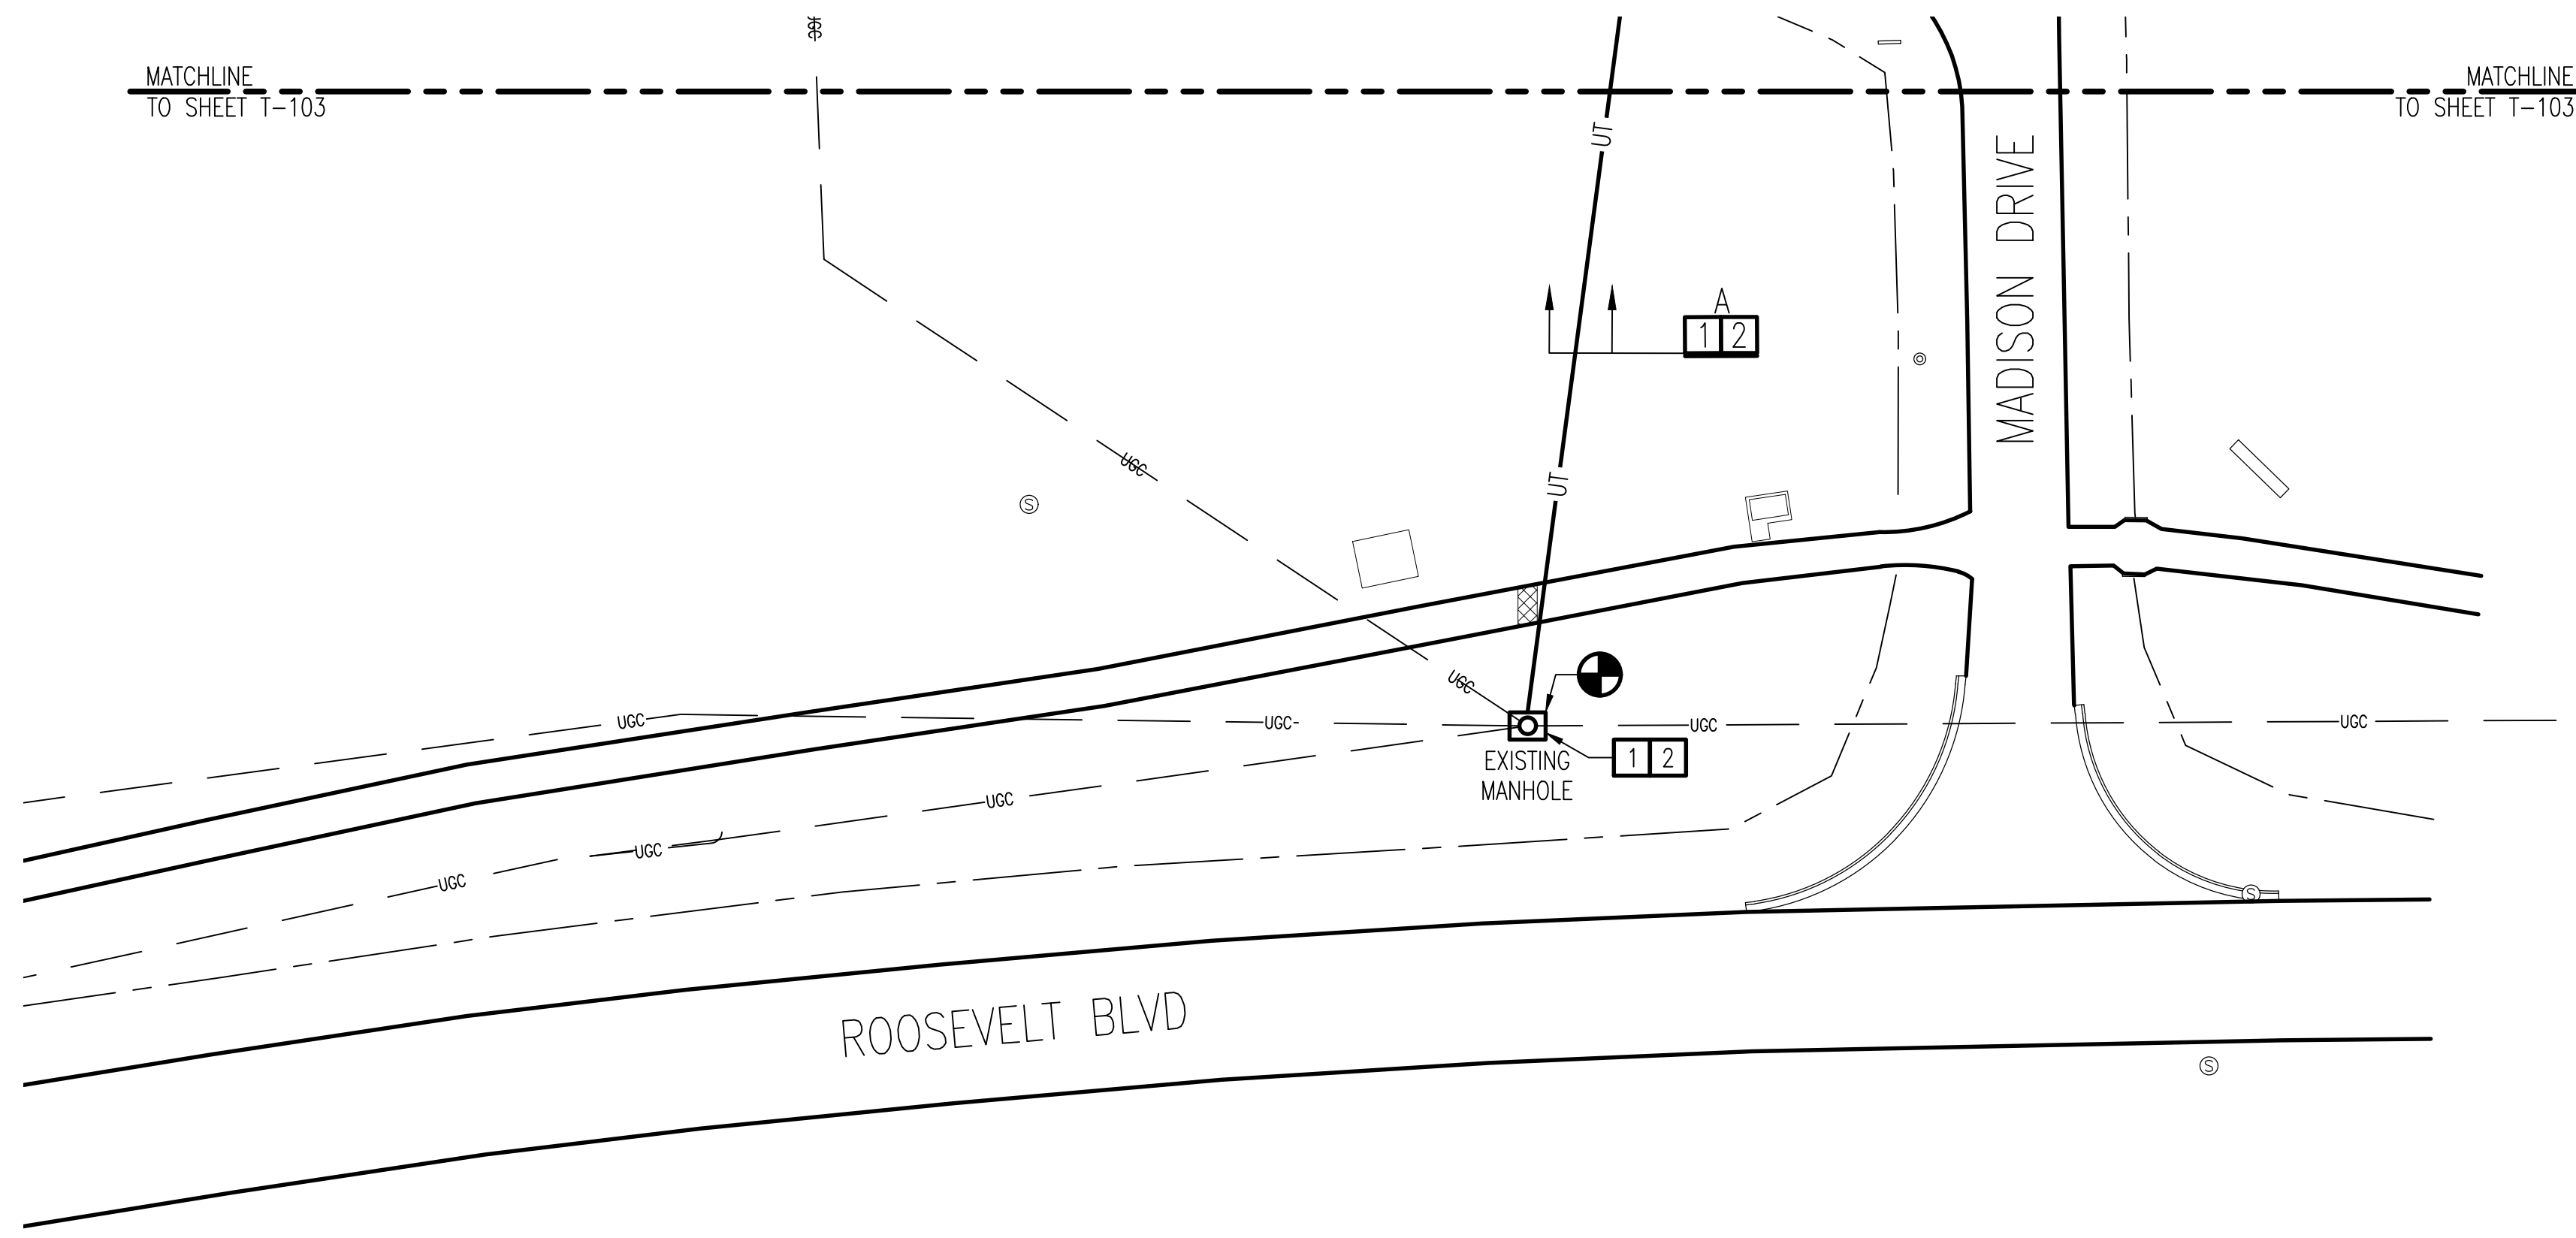 MATCHLINE
TO SHEET T-103
MATCHLINE
TO SHEET T-103
UT
MADISON DRIVE
A
1 2
UGC
UT
S
UGC
UGC
UGC-
UGC
UGC
EXISTING
MANHOLE
1 2
UGC
UGC
UGC
S
ROOSEVELT BLVD
S